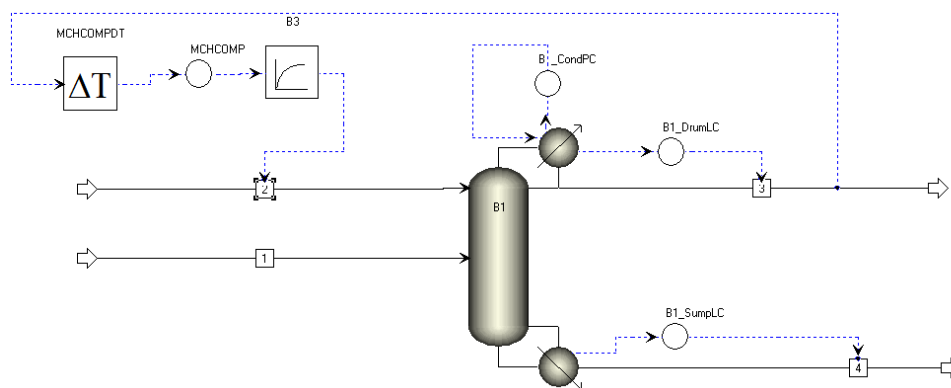 B3
MCHCOMPDT
MCHCOMP
ΔT
B1_CondPC
B1_DrumLC
2
3
B1
1
B1_SumpLC
4